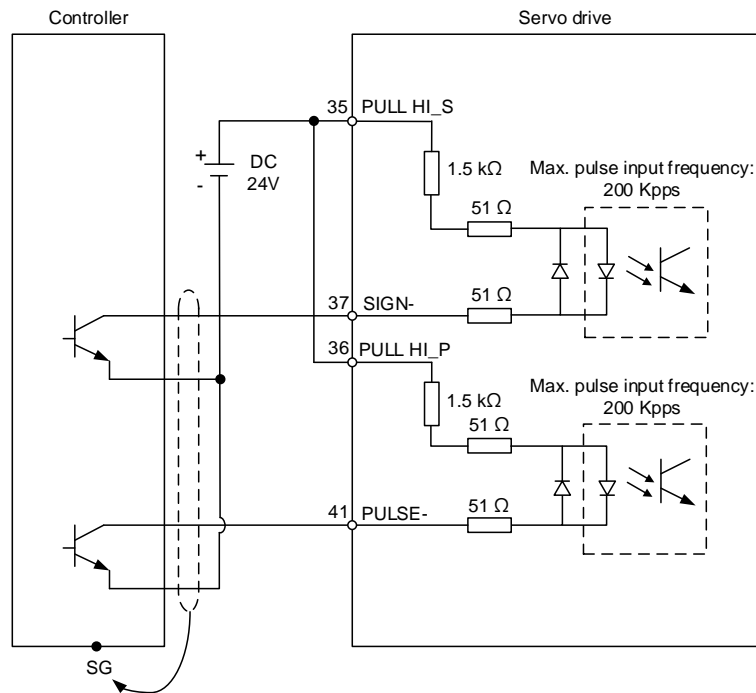 Controller
Servo drive
35 PULL HI_S
+
DC
24V
-
1.5 kΩ
Max. pulse input frequency:
200 Kpps
51 Ω
51 Ω
37 SIGN-
36 PULL HI_P
1.5 kΩ
Max. pulse input frequency:
200 Kpps
51 Ω
51 Ω
41 PULSE-
SG